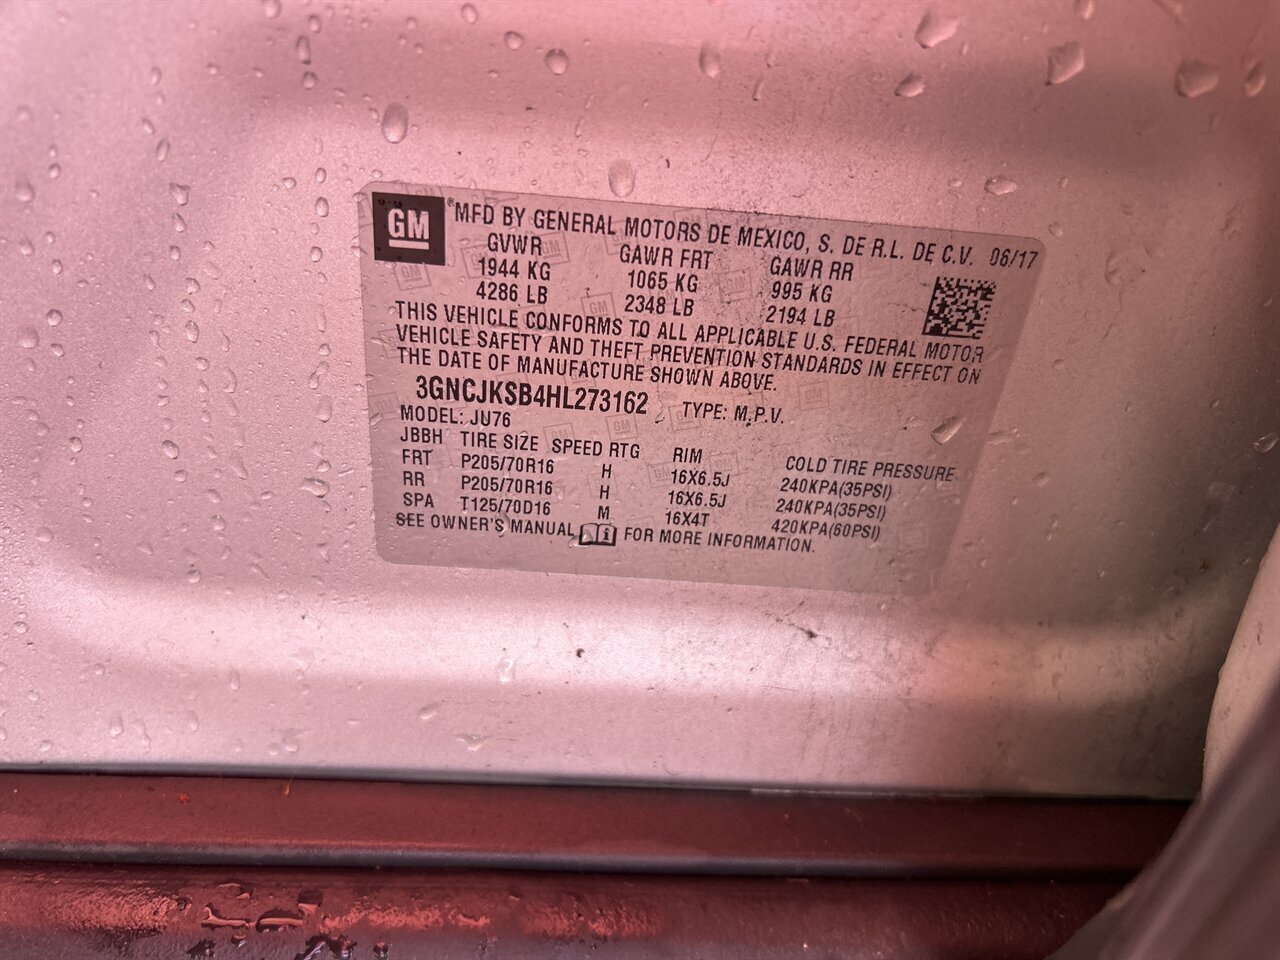 GM ®MFD BY GENERAL MOTORS DE MEXICO, S. DE R.L. DE C.V. 06/17
GVWR GAWR FRT GAWR RR
1944 KG 1065 KG 995 KG
4286 LB 2348 LB 2194 LB
THIS VEHICLE CONFORMS TO ALL APPLICABLE U.S. FEDERAL MOTOR
VEHICLE SAFETY AND THEFT PREVENTION STANDARDS IN EFFECT ON
THE DATE OF MANUFACTURE SHOWN ABOVE.
3GNCJKSB4HL273162 TYPE: M.P.V.
MODEL: JU76
JBBH TIRE SIZE SPEED RTG RIM COLD TIRE PRESSURE
FRT P205/70R16 H 16X6.5J 240KPA(35PSI)
RR P205/70R16 H 16X6.5J 240KPA(35PSI)
SPA T125/70D16 M 16X4T 420KPA(60PSI)
SEE OWNER'S MANUAL FOR MORE INFORMATION.